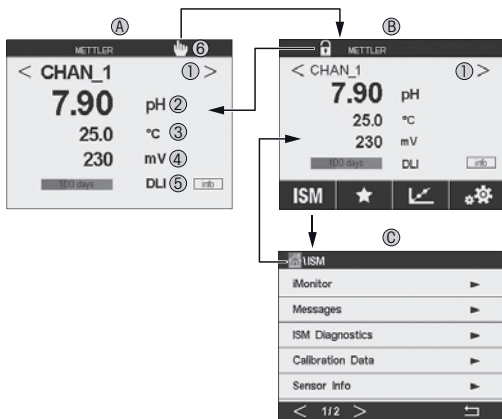 Ⓐ
METTLER ⑥
< CHAN_1 ① >
7.90 pH ②
25.0 °C ③
230 mV ④
100 days DLI ⑤ info
Ⓑ
METTLER
< CHAN_1 ① >
7.90 pH
25.0 °C
230 mV
100 days DLI info
ISM
Ⓒ
\ISM
iMonitor
Messages
ISM Diagnostics
Calibration Data
Sensor Info
< 1/2 >